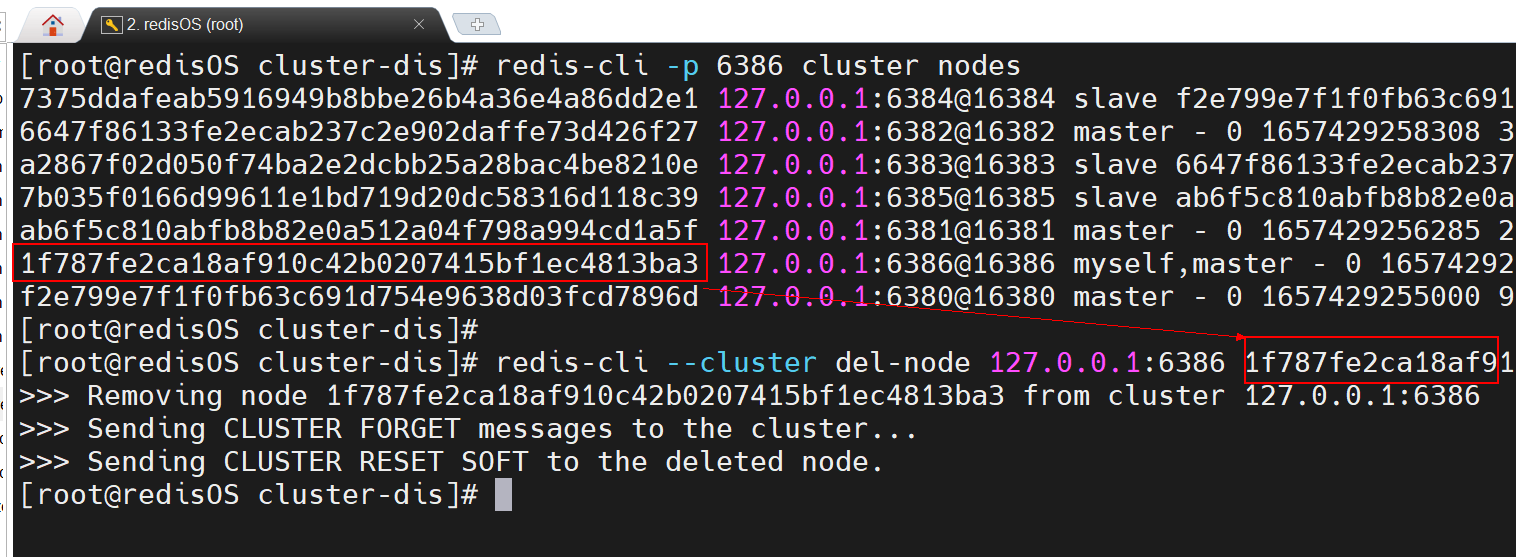 2. redisOS (root)
[root@redisOS cluster-dis]# redis-cli -p 6386 cluster nodes
7375ddafeab5916949b8bbe26b4a36e4a86dd2e1 127.0.0.1:6384@16384 slave f2e799e7f1f0fb63c691
6647f86133fe2ecab237c2e902daffe73d426f27 127.0.0.1:6382@16382 master - 0 1657429258308 3
a2867f02d050f74ba2e2dcbb25a28bac4be8210e 127.0.0.1:6383@16383 slave 6647f86133fe2ecab237
7b035f0166d99611e1bd719d20dc58316d118c39 127.0.0.1:6385@16385 slave ab6f5c810abfb8b82e0a
ab6f5c810abfb8b82e0a512a04f798a994cd1a5f 127.0.0.1:6381@16381 master - 0 1657429256285 2
1f787fe2ca18af910c42b0207415bf1ec4813ba3 127.0.0.1:6386@16386 myself,master - 0 16574292
f2e799e7f1f0fb63c691d754e9638d03fcd7896d 127.0.0.1:6380@16380 master - 0 1657429255000 9
[root@redisOS cluster-dis]#
[root@redisOS cluster-dis]# redis-cli --cluster del-node 127.0.0.1:6386 1f787fe2ca18af91
>>> Removing node 1f787fe2ca18af910c42b0207415bf1ec4813ba3 from cluster 127.0.0.1:6386
>>> Sending CLUSTER FORGET messages to the cluster...
>>> Sending CLUSTER RESET SOFT to the deleted node.
[root@redisOS cluster-dis]#